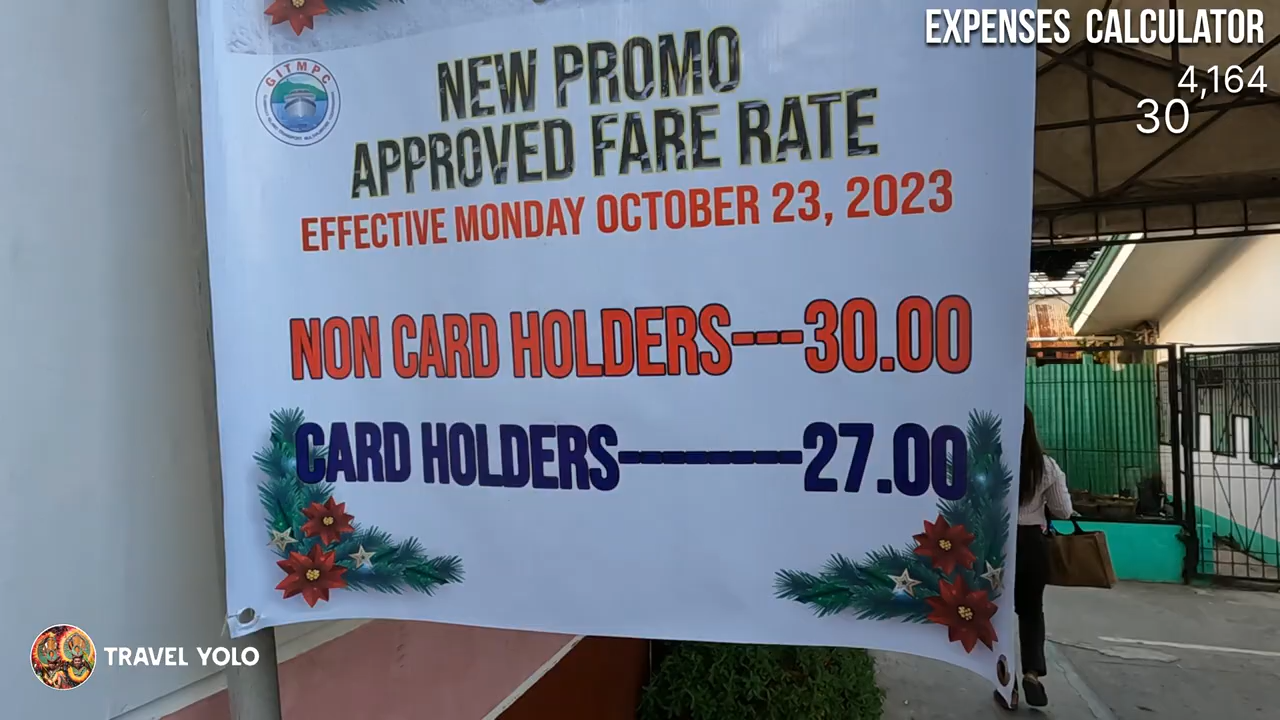 EXPENSES CALCULATOR
4,164
30
GITMPC
NEW PROMO
APPROVED FARE RATE
EFFECTIVE MONDAY OCTOBER 23, 2023
NON CARD HOLDERS---30.00
CARD HOLDERS--------27.00
TRAVEL YOLO